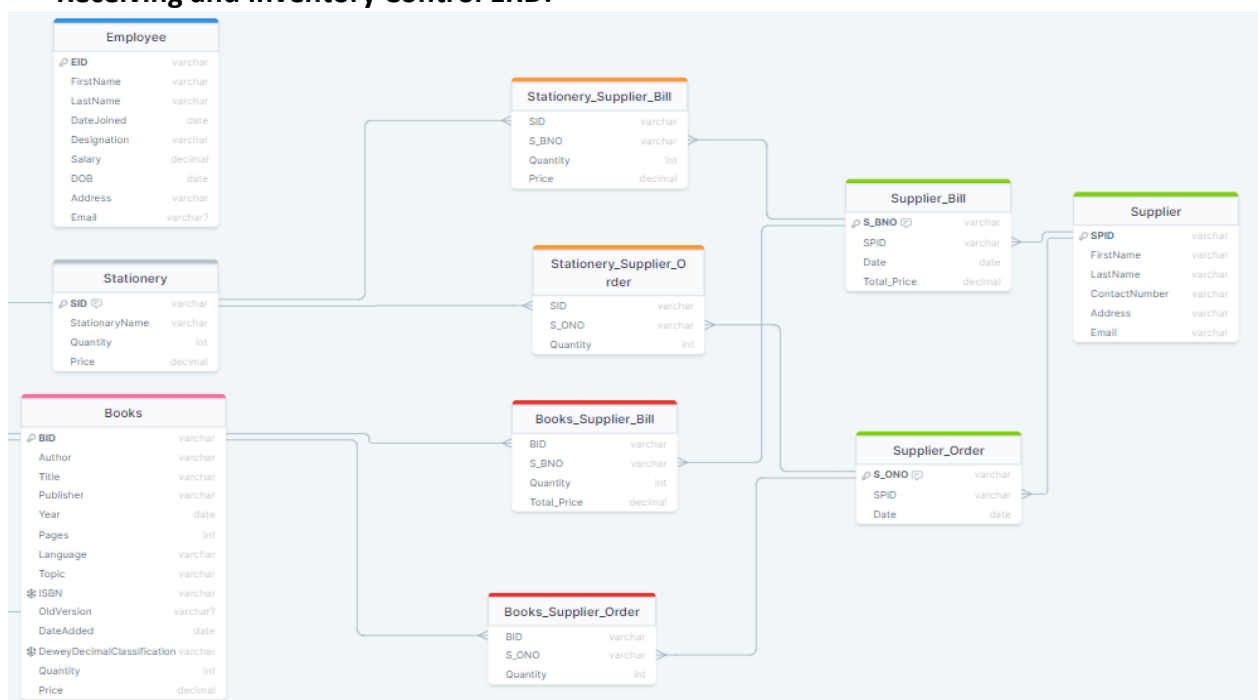 Receiving and Inventory Control END:
Employee
EID varchar
FirstName varchar
LastName varchar
DateJoined date
Designation varchar
Salary decimal
DOB date
Address varchar
Email varchar?
Stationery
SID varchar
StationaryName varchar
Quantity int
Price decimal
Books
BID varchar
Author varchar
Title varchar
Publisher varchar
Year date
Pages int
Language varchar
Topic varchar
ISBN varchar
OldVersion varchar?
DateAdded date
DeweyDecimalClassification varchar
Quantity int
Price decimal
Stationery_Supplier_Bill
SID varchar
S_BNO varchar
Quantity int
Price decimal
Stationery_Supplier_O
rder
SID varchar
S_ONO varchar
Quantity int
Books_Supplier_Bill
BID varchar
S_BNO varchar
Quantity int
Total_Price decimal
Books_Supplier_Order
BID varchar
S_ONO varchar
Quantity int
Supplier_Bill
S_BNO varchar
SPID varchar
Date date
Total_Price decimal
Supplier_Order
S_ONO varchar
SPID varchar
Date date
Supplier
SPID varchar
FirstName varchar
LastName varchar
ContactNumber varchar
Address varchar
Email varchar